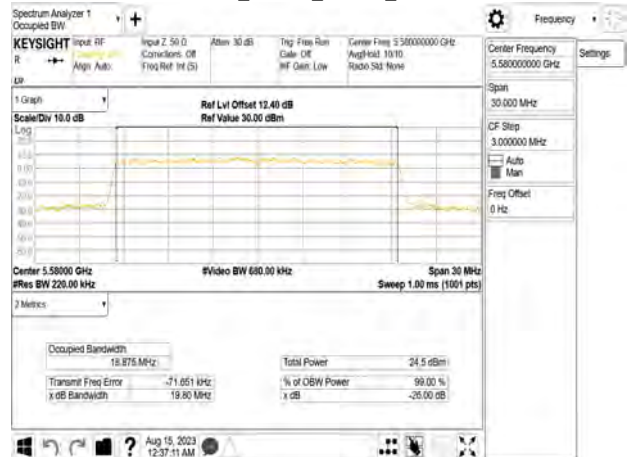 Spectrum Analyzer 1
Occupied BW
+
Frequency
KEYSIGHT
R
Input: RF
Align: Auto
Input Z: 50 Ω
Corrections: Off
Freq Ref: Int (S)
Atten: 30 dB
Trig: Free Run
Gate: Off
#IF Gain: Low
Center Freq: 5.580000000 GHz
Avg|Hold: 10/10
Radio Std: None
Center Frequency
5.580000000 GHz
Settings
Span
30.000 MHz
CF Step
3.000000 MHz
Auto
Man
Freq Offset
0 Hz
1 Graph
Scale/Div 10.0 dB
Log
Ref Lvl Offset 12.40 dB
Ref Value 30.00 dBm
Center 5.58000 GHz
#Res BW 220.00 kHz
#Video BW 680.00 kHz
Span 30 MHz
Sweep 1.00 ms (1001 pts)
2 Metrics
Occupied Bandwidth
18.875 MHz
Total Power 24.5 dBm
Transmit Freq Error -71.651 kHz
% of OBW Power 99.00 %
x dB Bandwidth 19.80 MHz
x dB -26.00 dB
?
Aug 15, 2023
12:37:11 AM